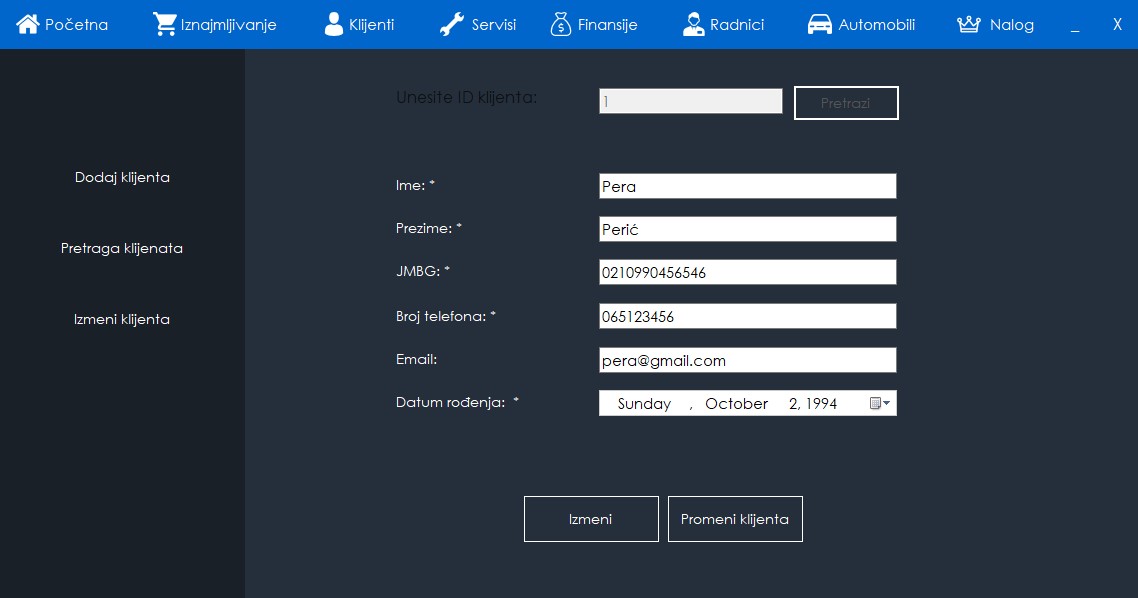 Početna Iznajmljivanje Klijenti Servisi Finansije Radnici Automobili Nalog _ X
Unesite ID klijenta: 1 Pretrazi
Dodaj klijenta
Ime: * Pera
Prezime: * Perić
Pretraga klijenata
JMBG: * 0210990456546
Izmeni klijenta
Broj telefona: * 065123456
Email: pera@gmail.com
Datum rođenja: * Sunday , October 2, 1994
Izmeni Promeni klijenta